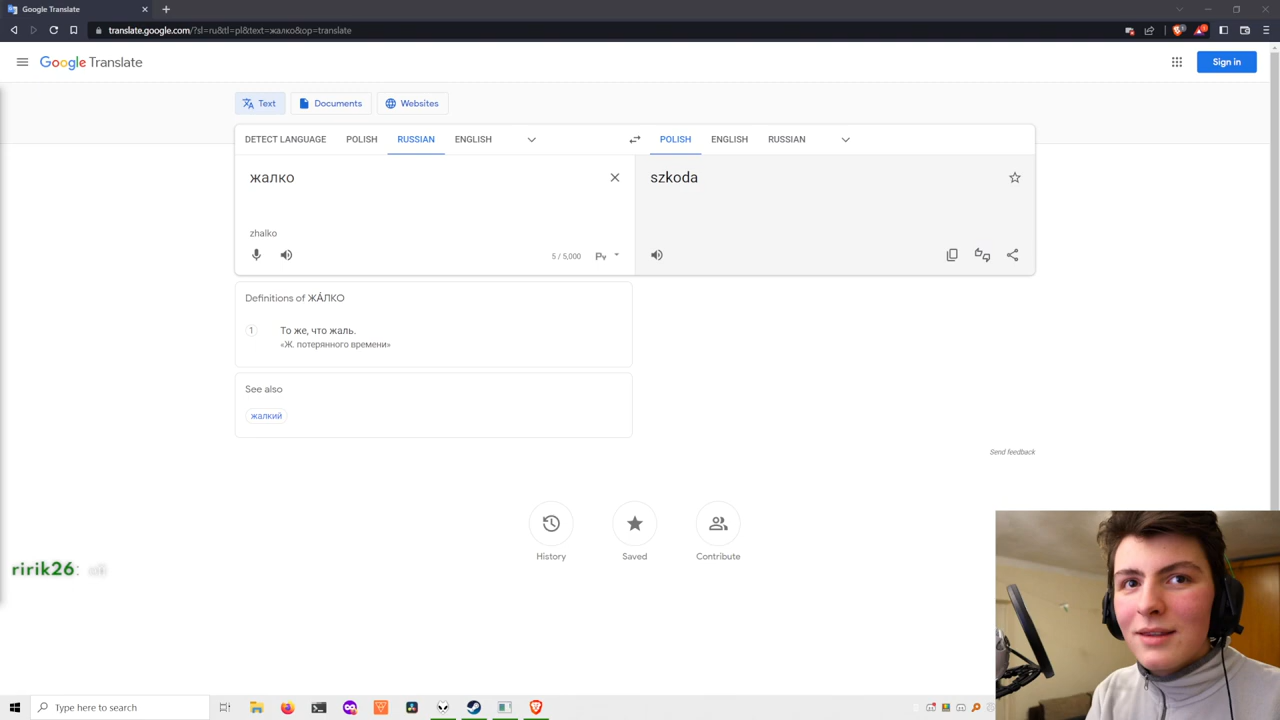 Google Translate
translate.google.com/?sl=ru&tl=pl&text=жалко&op=translate
Google Translate
Sign in
Text Documents Websites
DETECT LANGUAGE POLISH RUSSIAN ENGLISH POLISH ENGLISH RUSSIAN
жалко
szkoda
zhalko
5 / 5,000
Definitions of ЖА́ЛКО
1 То же, что жаль.
«Ж. потерянного времени»
See also
жалкий
Send feedback
History Saved Contribute
ririk26:
Type here to search